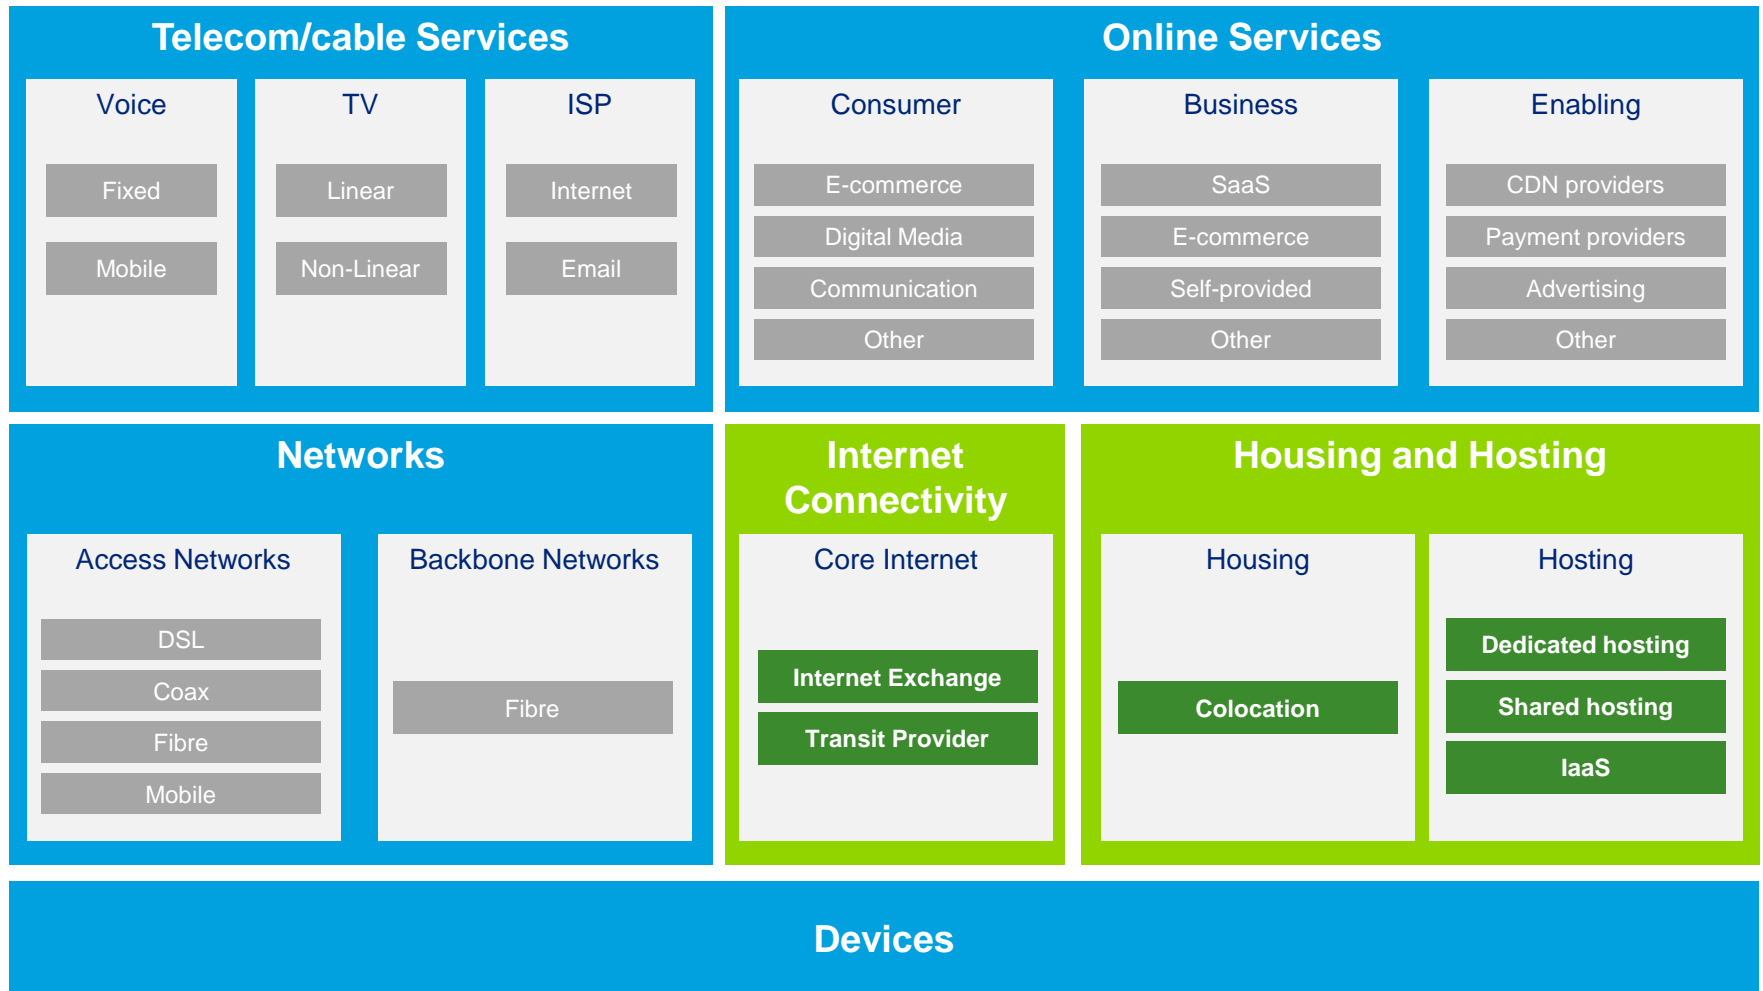 Telecom/cable Services
Voice
Fixed
Mobile
TV
Linear
Non-Linear
ISP
Internet
Email
Online Services
Consumer
E-commerce
Digital Media
Communication
Other
Business
SaaS
E-commerce
Self-provided
Other
Enabling
CDN providers
Payment providers
Advertising
Other
Networks
Access Networks
DSL
Coax
Fibre
Mobile
Backbone Networks
Fibre
Internet
Connectivity
Core Internet
Internet Exchange
Transit Provider
Housing and Hosting
Housing
Colocation
Hosting
Dedicated hosting
Shared hosting
IaaS
Devices